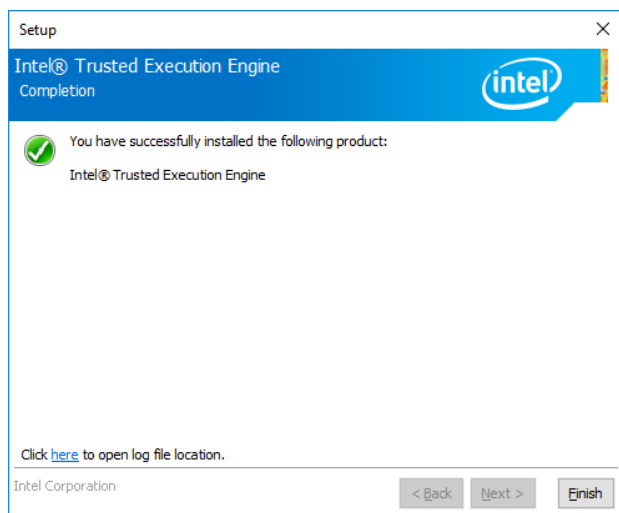 Setup
Intel® Trusted Execution Engine
Completion
intel
You have successfully installed the following product:
Intel® Trusted Execution Engine
Click here to open log file location.
Intel Corporation
< Back Next > Finish